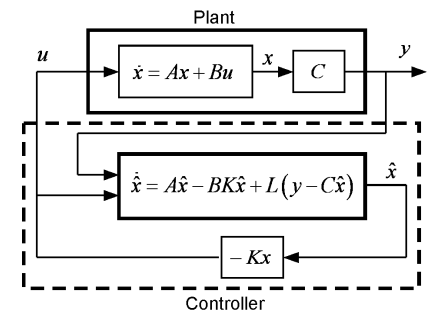 Plant
u
ẋ = Ax + Bu
x
C
y
x̂̇ = Ax̂ − BKx̂ + L(y − Cx̂)
x̂
− Kx
Controller